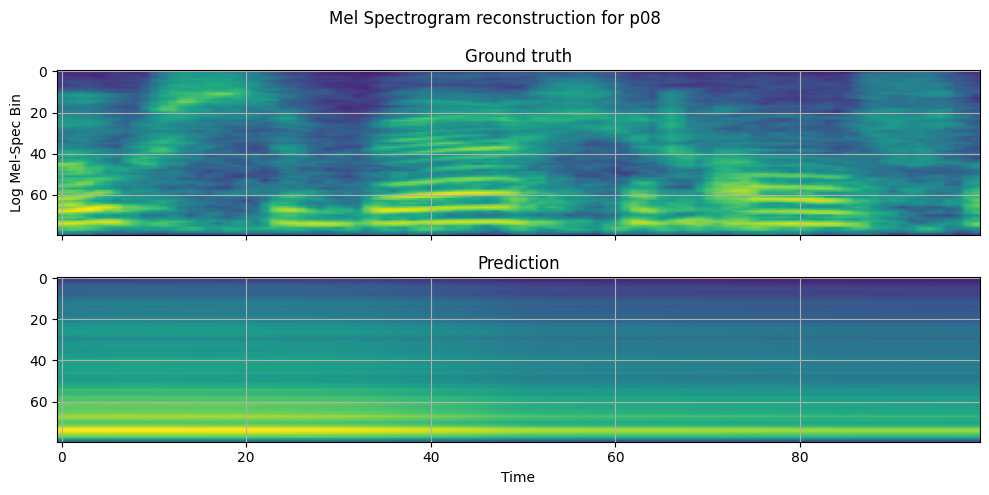 Mel Spectrogram reconstruction for p08
Ground truth
0
20
40
60
Log Mel-Spec Bin
Prediction
0
20
40
60
0 20 40 60 80
Time